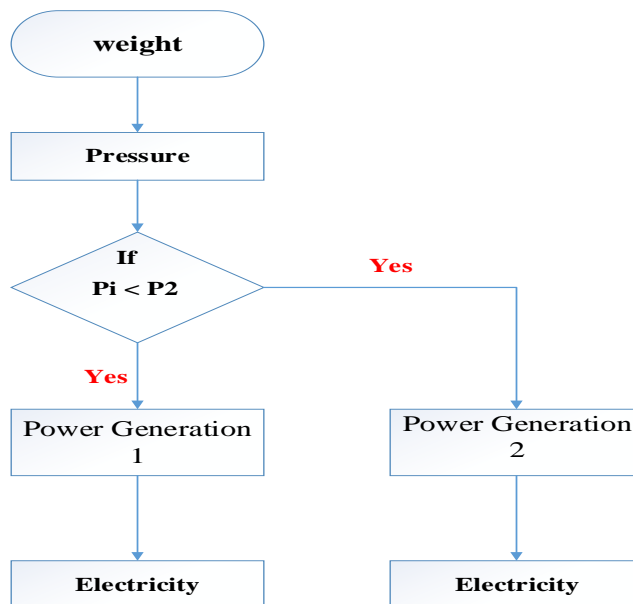 weight
Pressure
If
Pi < P2
Yes
Yes
Power Generation
1
Power Generation
2
Electricity
Electricity